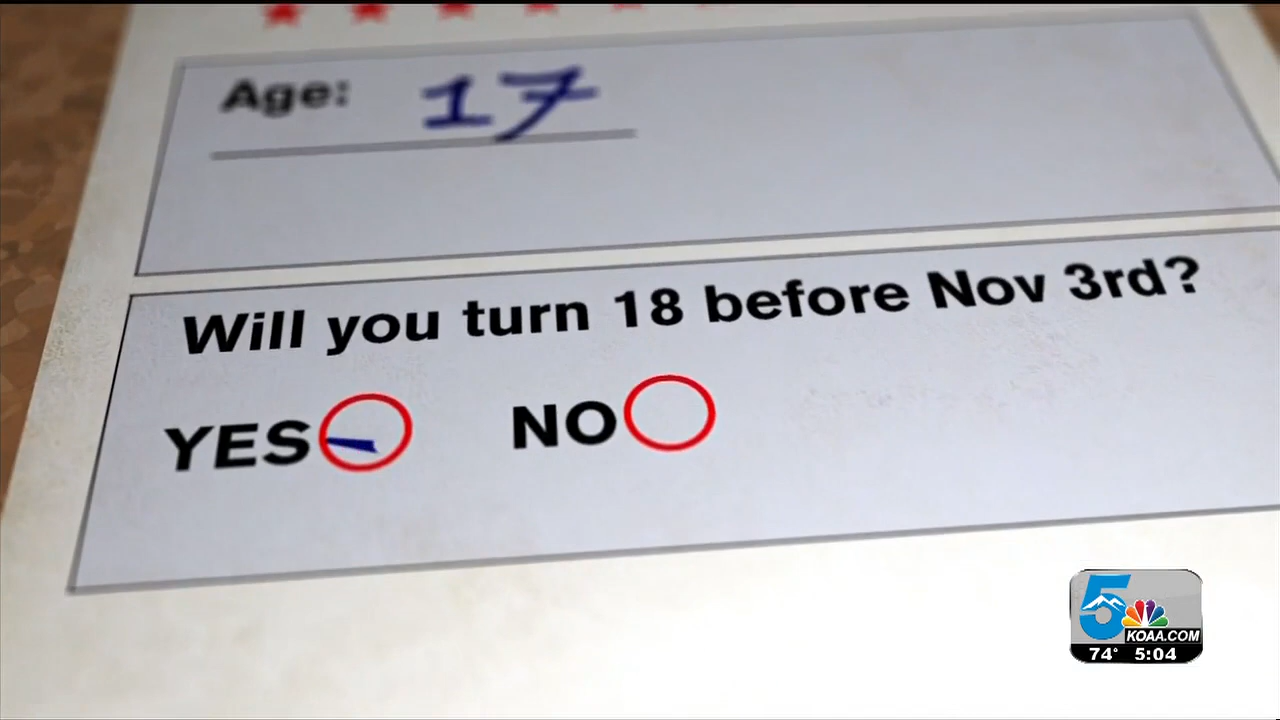 Age: 17
Will you turn 18 before Nov 3rd?
YES NO
5
KOAA.COM
74° 5:04